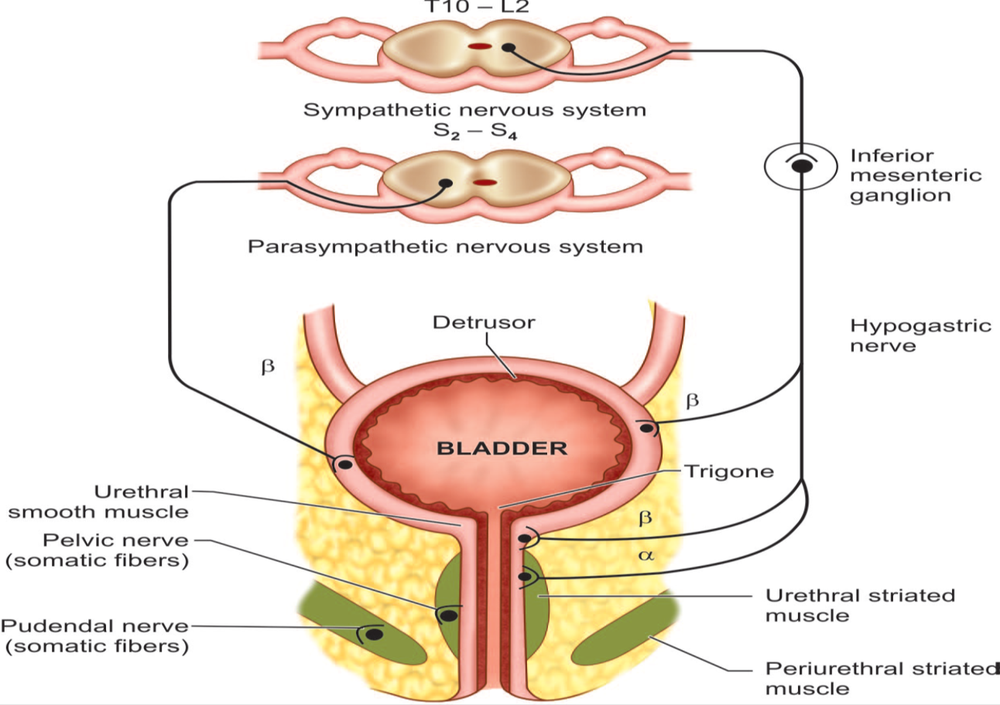 T10 – L2
Sympathetic nervous system
S₂ – S₄
Inferior
mesenteric
ganglion
Parasympathetic nervous system
Detrusor
Hypogastric
nerve
β
β
BLADDER
Trigone
Urethral
smooth muscle
β
Pelvic nerve
(somatic fibers)
α
Urethral striated
muscle
Pudendal nerve
(somatic fibers)
Periurethral striated
muscle